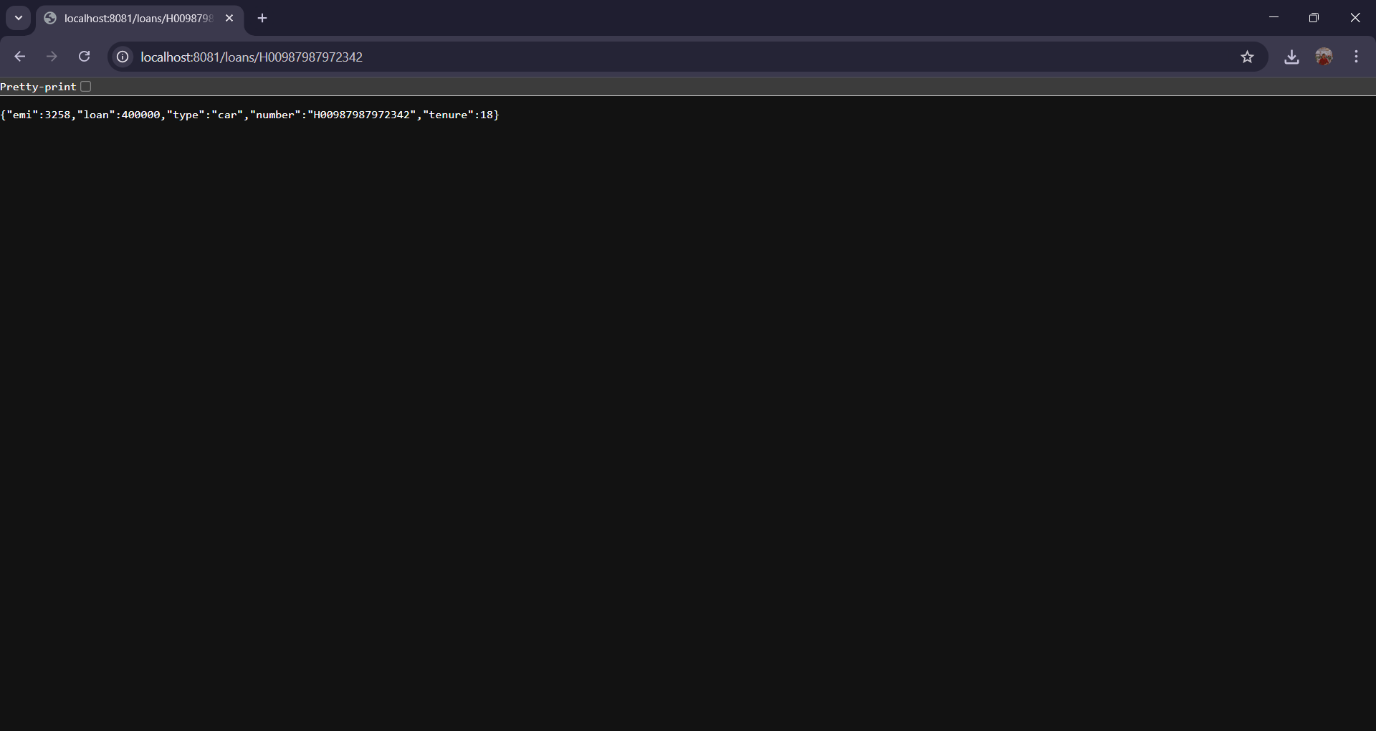 localhost:8081/loans/H0098798
localhost:8081/loans/H00987987972342
Pretty-print
{"emi":3258,"loan":400000,"type":"car","number":"H00987987972342","tenure":18}